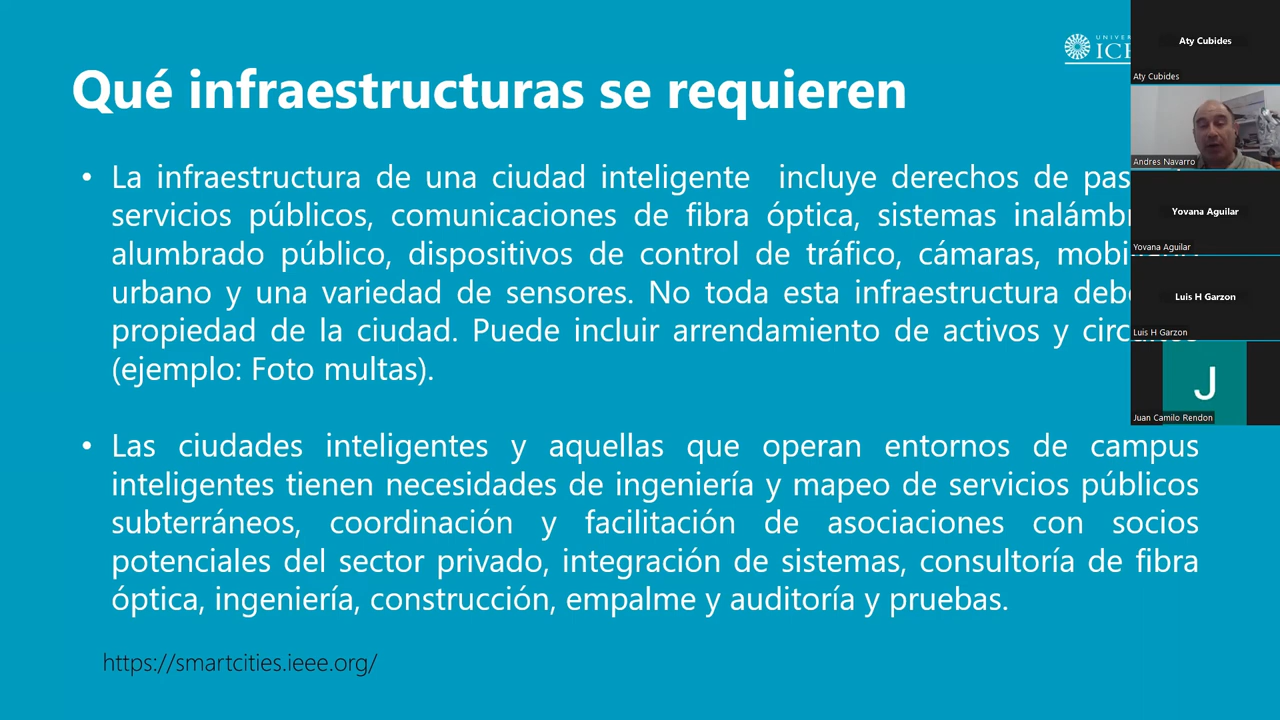 Qué infraestructuras se requieren
• La infraestructura de una ciudad inteligente incluye derechos de
servicios públicos, comunicaciones de fibra óptica, sistemas
alumbrado público, dispositivos de control de tráfico, cámaras,
urbano y una variedad de sensores. No toda esta infraestructura
propiedad de la ciudad. Puede incluir arrendamiento de activos y
(ejemplo: Foto multas).
• Las ciudades inteligentes y aquellas que operan entornos de campus
inteligentes tienen necesidades de ingeniería y mapeo de servicios públicos
subterráneos, coordinación y facilitación de asociaciones con socios
potenciales del sector privado, integración de sistemas, consultoría de fibra
óptica, ingeniería, construcción, empalme y auditoría y pruebas.
https://smartcities.ieee.org/
Aty Cubides
Aty Cubides
Andres Navarro
Yovana Aguilar
Yovana Aguilar
Luis H Garzon
Luis H Garzon
J
Juan Camilo Rendon